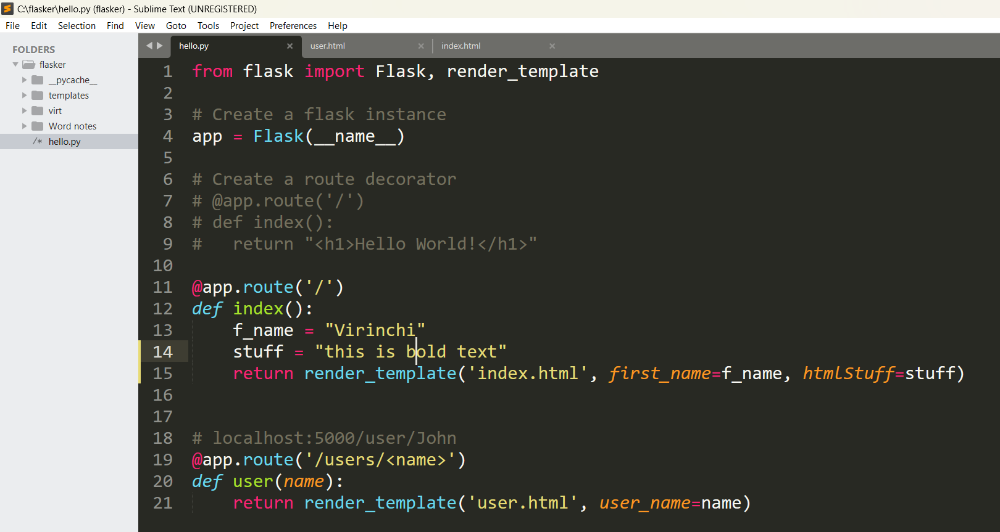 C:\flasker\hello.py (flasker) - Sublime Text (UNREGISTERED)
File Edit Selection Find View Goto Tools Project Preferences Help
FOLDERS
flasker
__pycache__
templates
virt
Word notes
/* hello.py
hello.py × user.html × index.html ×
1 from flask import Flask, render_template
2
3 # Create a flask instance
4 app = Flask(__name__)
5
6 # Create a route decorator
7 # @app.route('/')
8 # def index():
9 #   return "<h1>Hello World!</h1>"
10
11 @app.route('/')
12 def index():
13     f_name = "Virinchi"
14     stuff = "this is bold text"
15     return render_template('index.html', first_name=f_name, htmlStuff=stuff)
16
17
18 # localhost:5000/user/John
19 @app.route('/users/<name>')
20 def user(name):
21     return render_template('user.html', user_name=name)